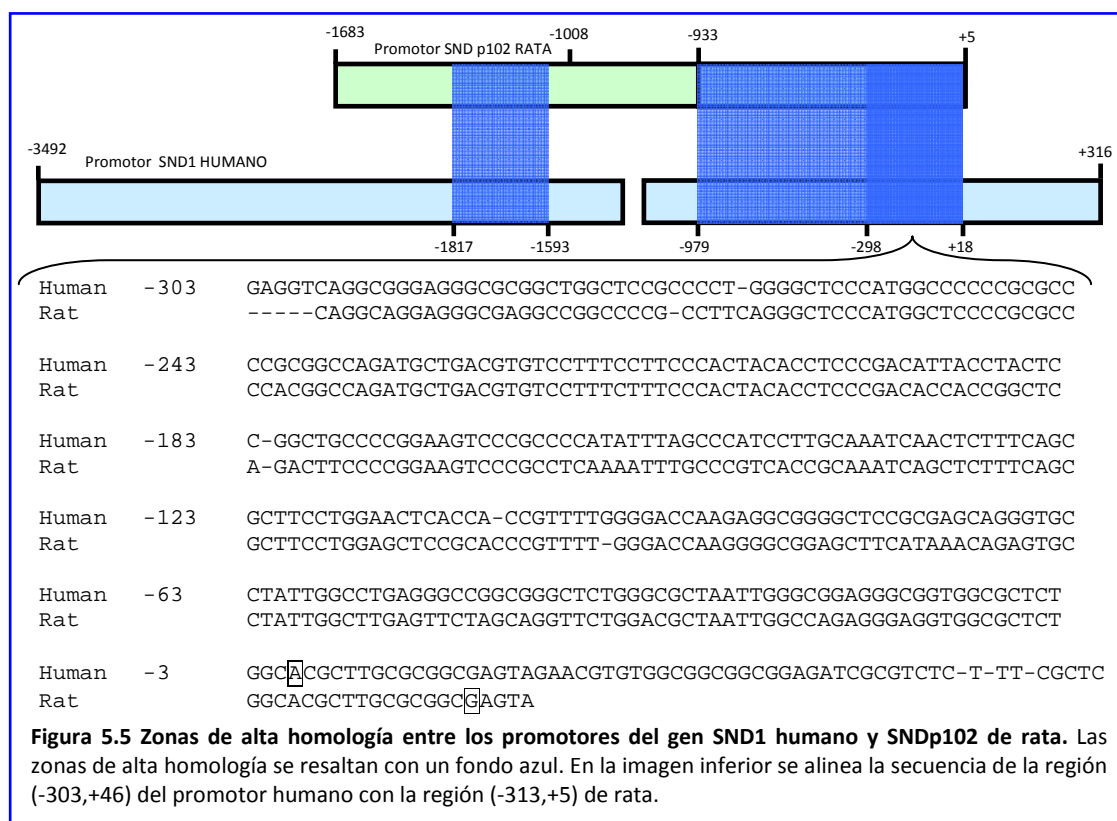 -1683 -1008 -933 +5
Promotor SND p102 RATA
-3492 +316
Promotor SND1 HUMANO
-1817 -1593 -979 -298 +18
Human -303 GAGGTCAGGCGGGAGGGCGCGGCTGGCTCCGCCCCT-GGGGCTCCCATGGCCCCCCGCGCC
Rat -----CAGGCAGGAGGGCGAGGCCGGCCCCG-CCTTCAGGGCTCCCATGGCTCCCCGCGCC
Human -243 CCGCGGCCAGATGCTGACGTGTCCTTTCCTTCCCACTACACCTCCCGACATTACCTACTC
Rat CCACGGCCAGATGCTGACGTGTCCTTTCTTTCCCACTACACCTCCCGACACCACCGGCTC
Human -183 C-GGCTGCCCCGGAAGTCCCGCCCCATATTTAGCCCATCCTTGCAAATCAACTCTTTCAGC
Rat A-GACTTCCCCGGAAGTCCCGCCTCAAAATTTGCCCGTCACCGCAAATCAGCTCTTTCAGC
Human -123 GCTTCCTGGAACTCACCA-CCGTTTTGGGGACCAAGAGGCGGGGCTCCGCGAGCAGGGTGC
Rat GCTTCCTGGAGCTCCGCACCCGTTTT-GGGACCAAGGGGCGGAGCTTCATAAACAGAGTGC
Human -63 CTATTGGCCTGAGGGCCGGCGGGCTCTGGGCGCTAATTGGGCGGAGGGCGGTGGCGCTCT
Rat CTATTGGCTTGAGTTCTAGCAGGTTCTGGACGCTAATTGGCCAGAGGGAGGTGGCGCTCT
Human -3 GGCACGCTTGCGCGGCGAGTAGAACGTGTGGCGGCGGCGGAGATCGCGTCTC-T-TT-CGCTC
Rat GGCACGCTTGCGCGGCGAGTA
Figura 5.5 Zonas de alta homología entre los promotores del gen SND1 humano y SNDp102 de rata. Las
zonas de alta homología se resaltan con un fondo azul. En la imagen inferior se alinea la secuencia de la región
(-303,+46) del promotor humano con la región (-313,+5) de rata.